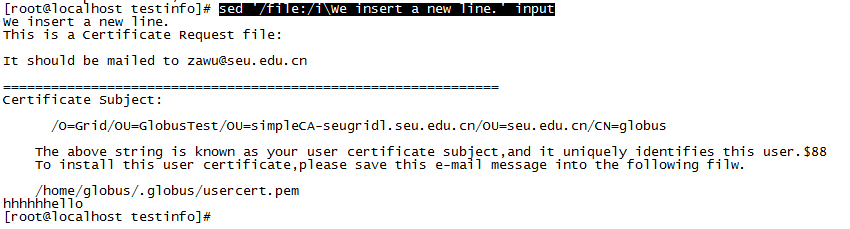 [root@localhost testinfo]# sed '/file:/i\We insert a new line.' input
We insert a new line.
This is a Certificate Request file:
It should be mailed to zawu@seu.edu.cn
==============================================================
Certificate Subject:
/O=Grid/OU=GlobusTest/OU=simpleCA-seugridl.seu.edu.cn/OU=seu.edu.cn/CN=globus
The above string is known as your user certificate subject,and it uniquely identifies this user.$88
To install this user certificate,please save this e-mail message into the following filw.
/home/globus/.globus/usercert.pem
hhhhhhello
[root@localhost testinfo]#